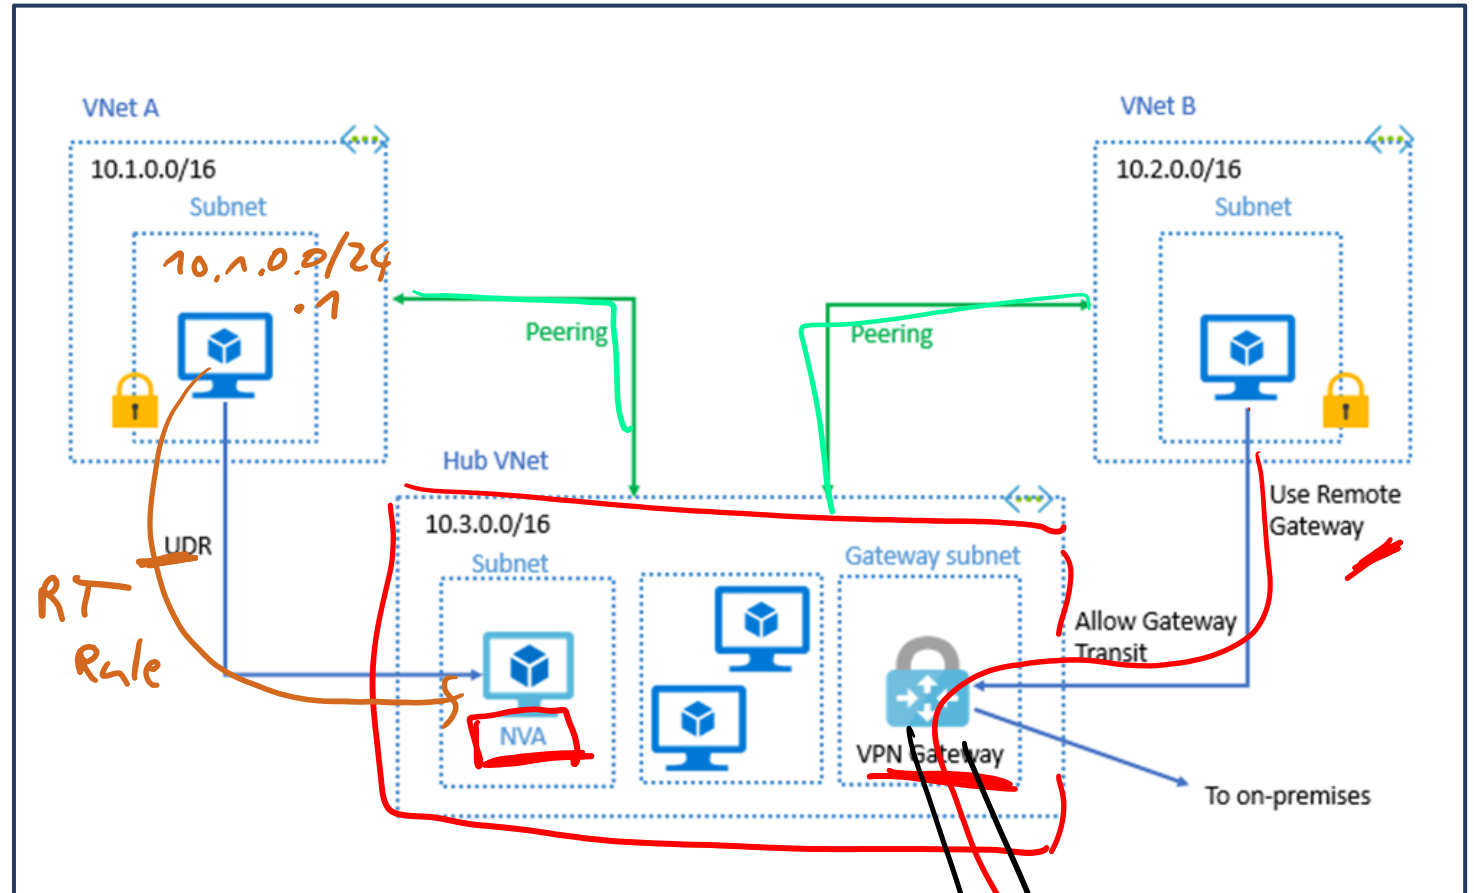 VNet A
10.1.0.0/16
Subnet
10.1.0.0/24
.1
Peering
UDR
RT
Rule
VNet B
10.2.0.0/16
Subnet
Peering
Use Remote
Gateway
Allow Gateway
Transit
Hub VNet
10.3.0.0/16
Subnet
NVA
Gateway subnet
VPN Gateway
To on-premises